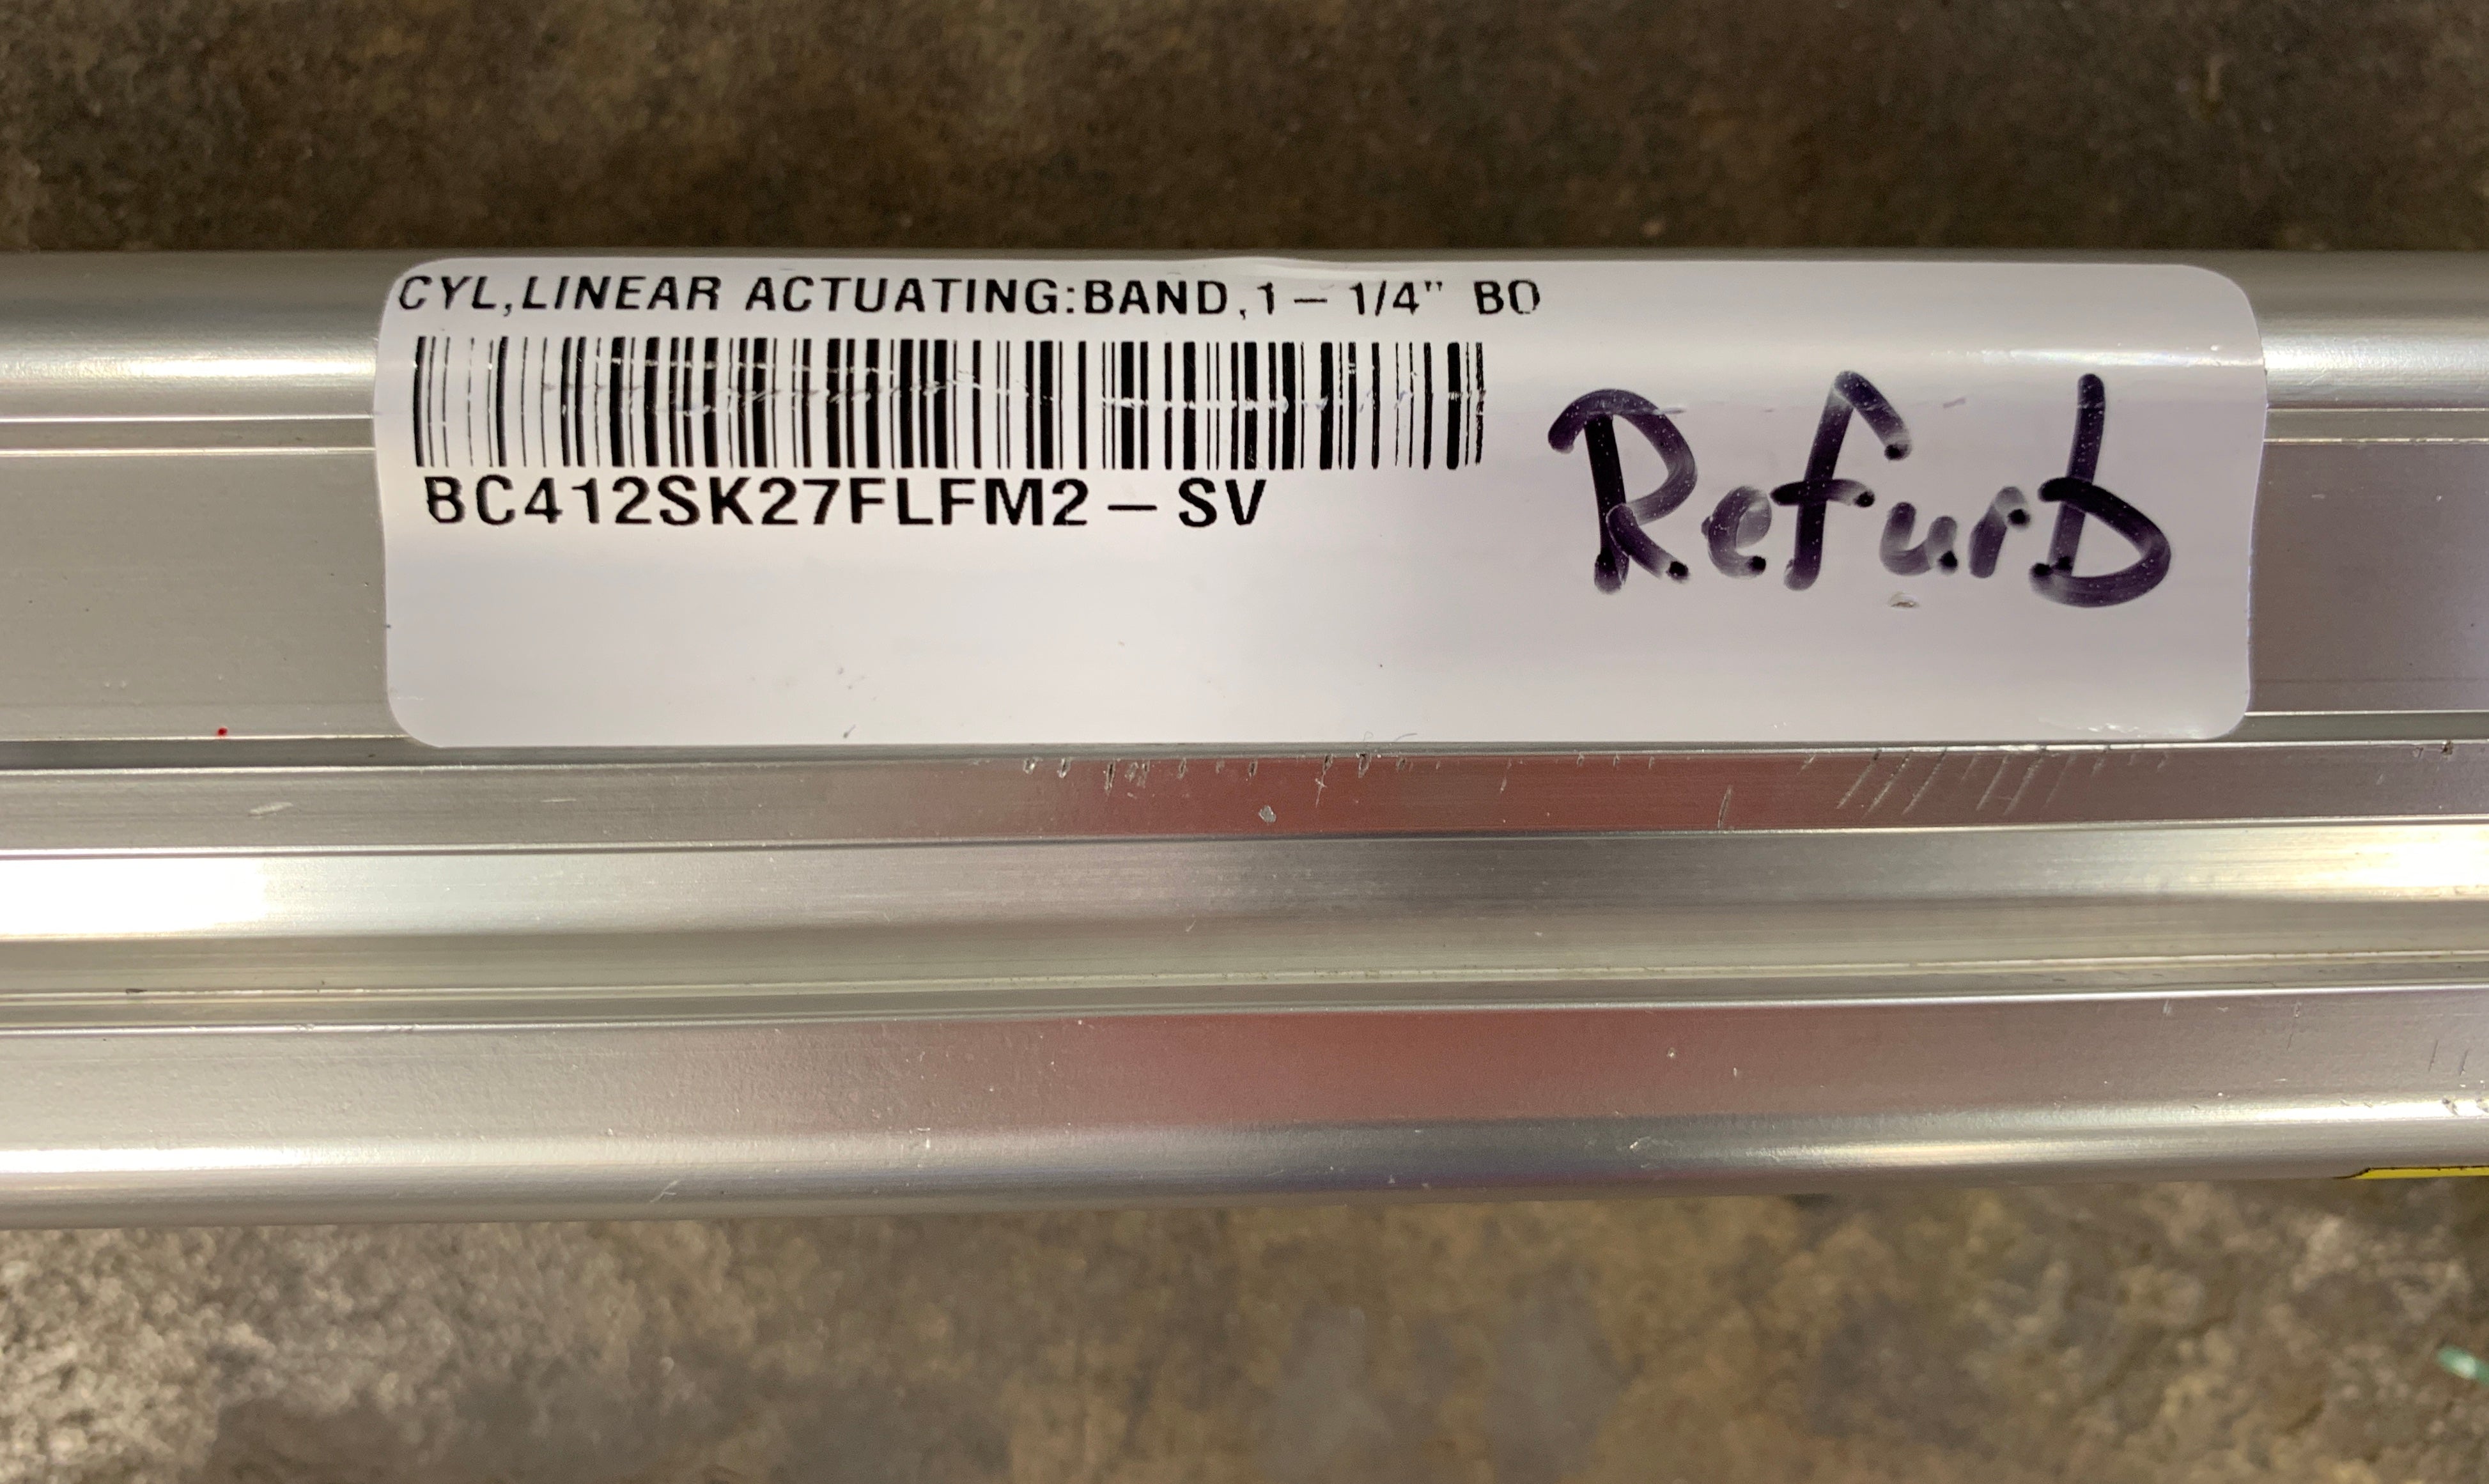 CYL,LINEAR ACTUATING:BAND,1-1/4" BO
BC412SK27FLFM2-SV
Refurb